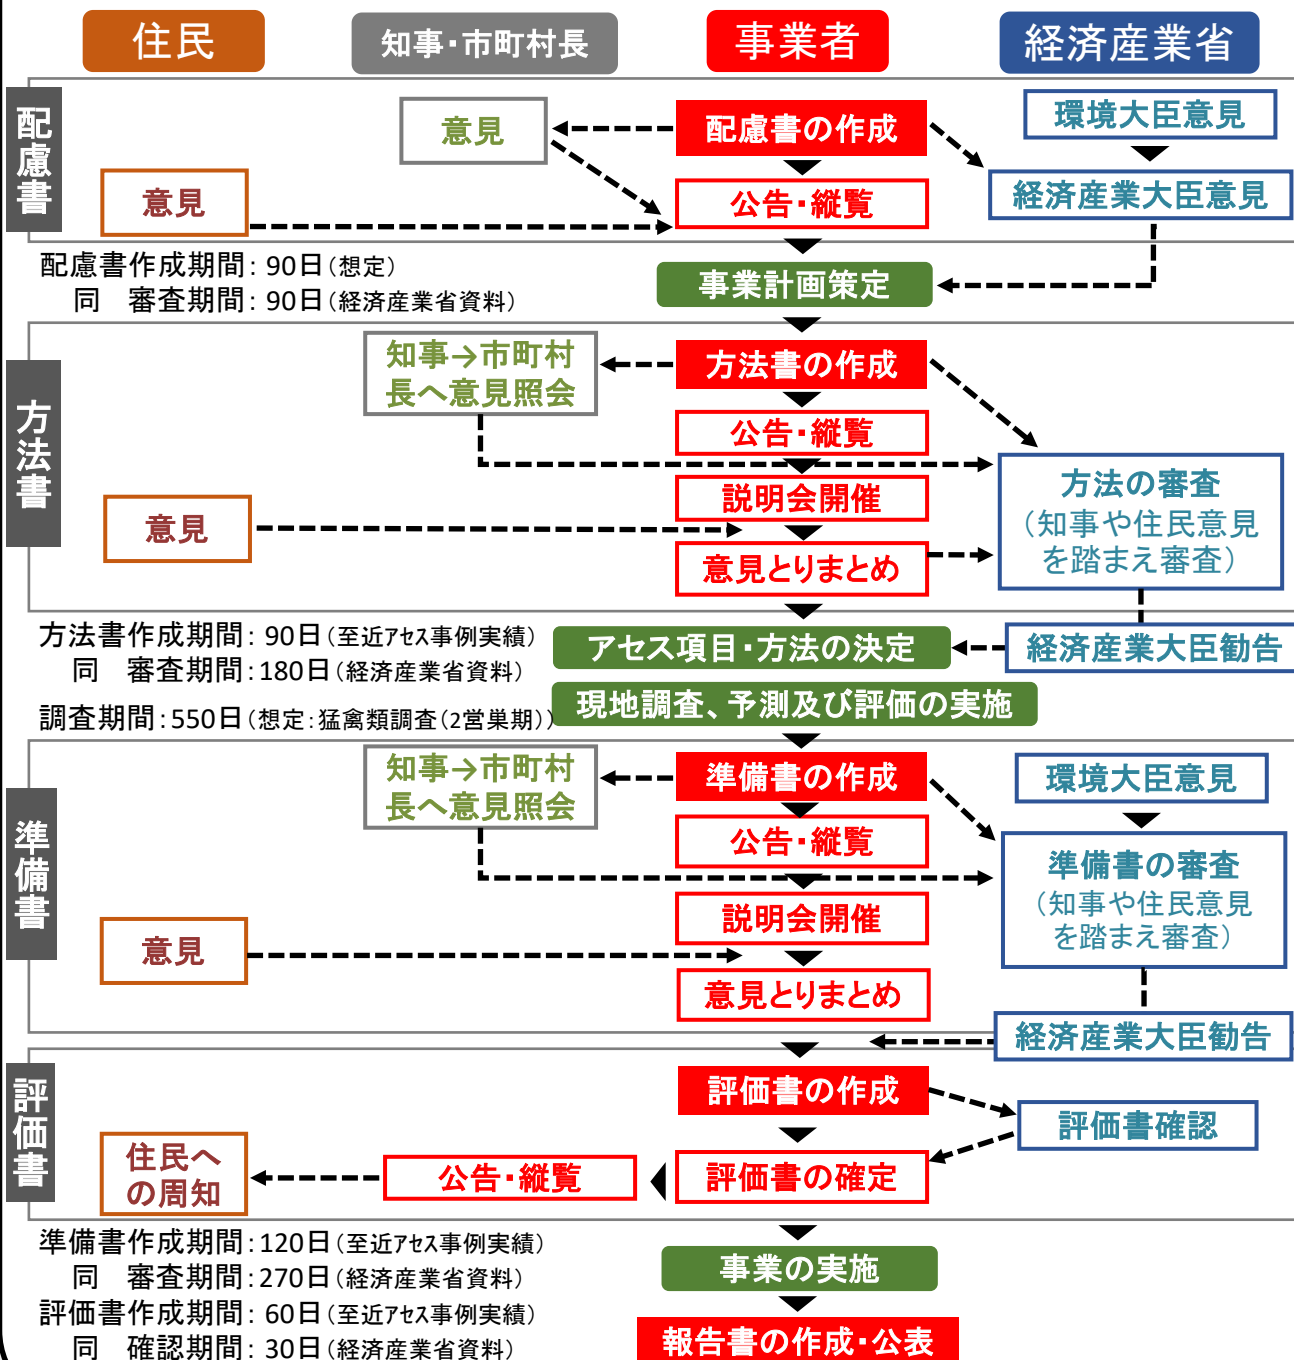 住民
知事・市町村長
事業者
経済産業省
配慮書
意見
配慮書の作成
環境大臣意見
意見
公告・縦覧
経済産業大臣意見
配慮書作成期間：90日（想定）
同　審査期間：90日（経済産業省資料）
事業計画策定
方法書
知事→市町村
長へ意見照会
方法書の作成
公告・縦覧
説明会開催
意見
意見とりまとめ
方法の審査
（知事や住民意見
を踏まえ審査）
方法書作成期間：90日（至近アセス事例実績）
同　審査期間：180日（経済産業省資料）
アセス項目・方法の決定
経済産業大臣勧告
調査期間：550日（想定：猛禽類調査（2営巣期））
現地調査、予測及び評価の実施
準備書
知事→市町村
長へ意見照会
準備書の作成
環境大臣意見
公告・縦覧
説明会開催
意見
意見とりまとめ
準備書の審査
（知事や住民意見
を踏まえ審査）
経済産業大臣勧告
評価書
評価書の作成
評価書確認
住民へ
の周知
公告・縦覧
評価書の確定
準備書作成期間：120日（至近アセス事例実績）
同　審査期間：270日（経済産業省資料）
評価書作成期間：60日（至近アセス事例実績）
同　確認期間：30日（経済産業省資料）
事業の実施
報告書の作成・公表